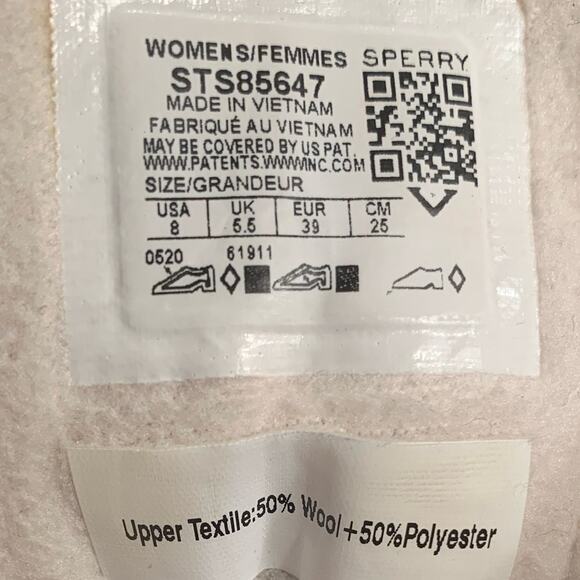 WOMENS/FEMMES SPERRY
STS85647
MADE IN VIETNAM
FABRIQUÉ AU VIETNAM
MAY BE COVERED BY US PAT.
WWW.PATENTS.WWWINC.COM
SIZE/GRANDEUR
USA UK EUR CM
8 5.5 39 25
0520 61911
Upper Textile:50% Wool+50%Polyester